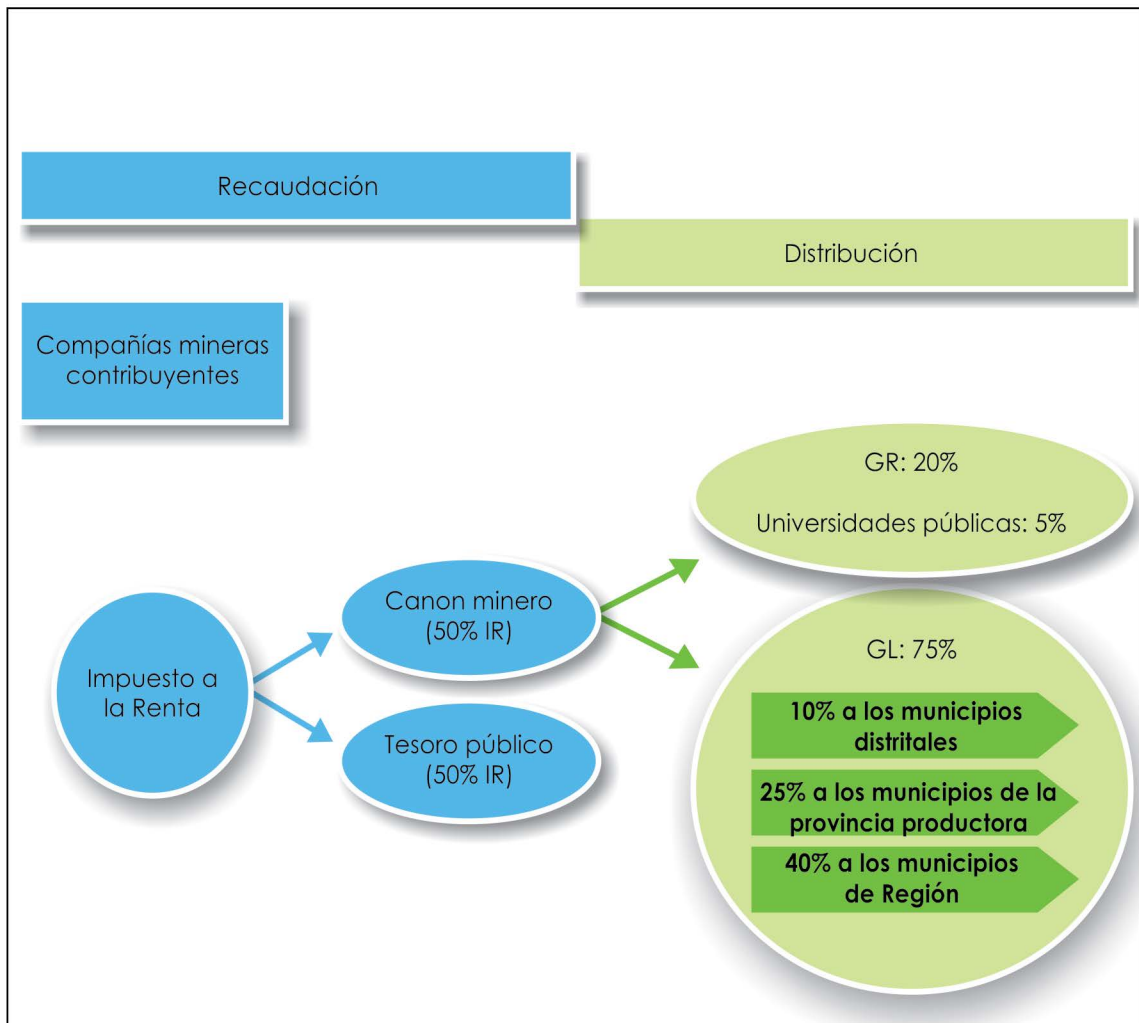 Recaudación
Distribución
Compañías mineras
contribuyentes
GR: 20%
Universidades públicas: 5%
Canon minero
(50% IR)
Impuesto a
la Renta
Tesoro público
(50% IR)
GL: 75%
10% a los municipios
distritales
25% a los municipios de la
provincia productora
40% a los municipios
de Región